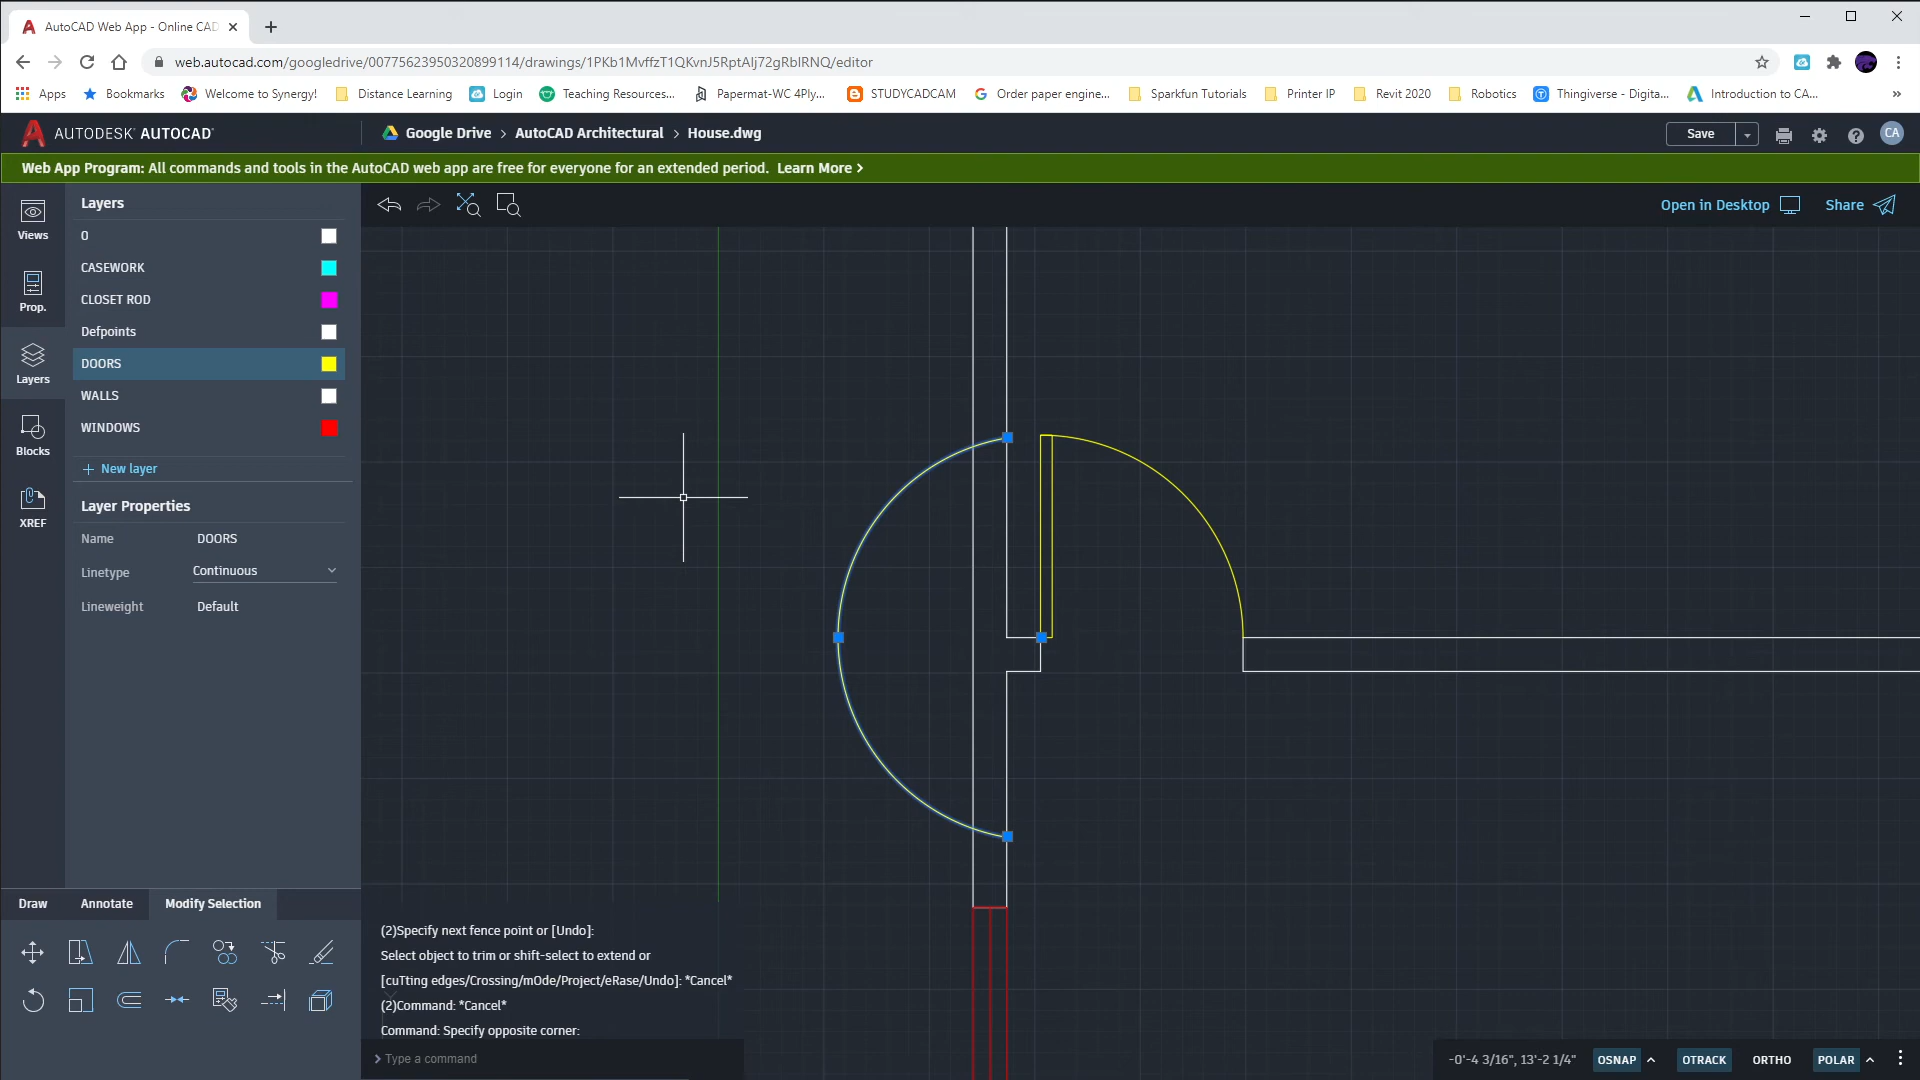 AutoCAD Web App - Online CAD
web.autocad.com/googledrive/00775623950320899114/drawings/1PKb1MvffzT1QKvnJ5RptAlj72gRblRNQ/editor
Apps Bookmarks Welcome to Synergy! Distance Learning Login Teaching Resources... Papermat-WC 4Ply... STUDYCADCAM Order paper engine... Sparkfun Tutorials Printer IP Revit 2020 Robotics Thingiverse - Digita... Introduction to CA... »
AUTODESK® AUTOCAD® Google Drive > AutoCAD Architectural > House.dwg Save CA
Web App Program: All commands and tools in the AutoCAD web app are free for everyone for an extended period. Learn More >
Open in Desktop Share
Views
Prop.
Layers
Blocks
XREF
Layers
0
CASEWORK
CLOSET ROD
Defpoints
DOORS
WALLS
WINDOWS
+ New layer
Layer Properties
Name DOORS
Linetype Continuous
Lineweight Default
Draw Annotate Modify Selection
(2)Specify next fence point or [Undo]:
Select object to trim or shift-select to extend or
[cuTting edges/Crossing/mOde/Project/eRase/Undo]: *Cancel*
(2)Command: *Cancel*
Command: Specify opposite corner:
> Type a command
-0'-4 3/16", 13'-2 1/4" OSNAP OTRACK ORTHO POLAR